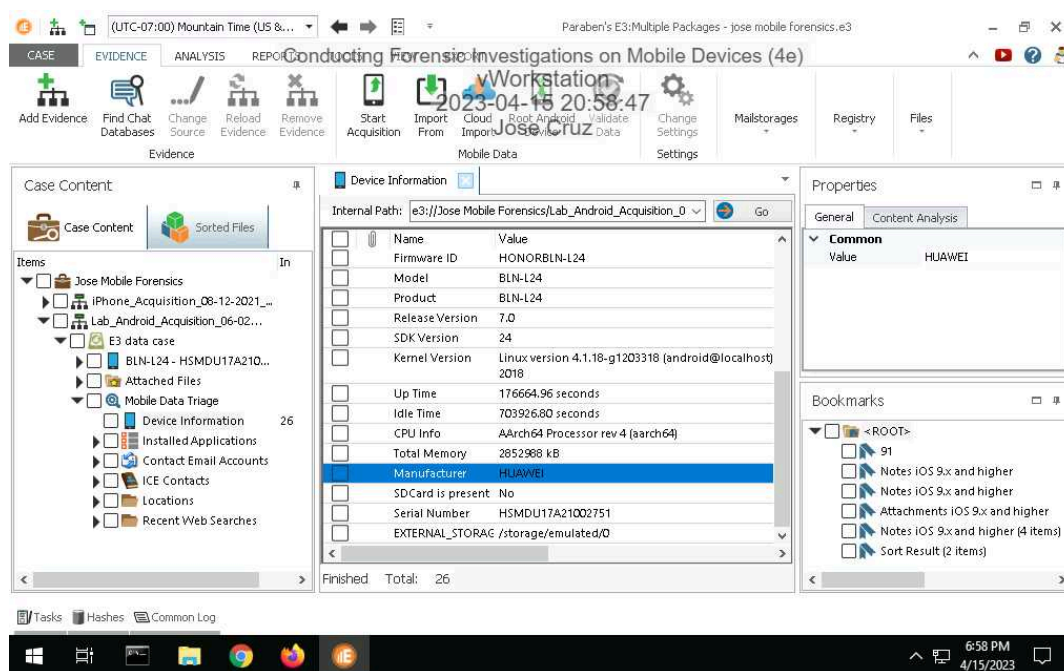 (UTC-07:00) Mountain Time (US &...
Paraben's E3:Multiple Packages - jose mobile forensics.e3
CASE EVIDENCE ANALYSIS
Conducting Forensic Investigations on Mobile Devices (4e)
vWorkstation
2023-04-15 20:58:47
Jose Cruz
Add Evidence
Find Chat Databases
Change Source
Reload Evidence
Remove Evidence
Start Acquisition
Import From
Cloud Import
Root Android Device
Validate Data
Change Settings
Mailstorages
Registry
Files
Evidence
Mobile Data
Settings
Case Content
Case Content
Sorted Files
Items In
Jose Mobile Forensics
iPhone_Acquisition_08-12-2021_...
Lab_Android_Acquisition_06-02...
E3 data case
BLN-L24 - HSMDU17A210...
Attached Files
Mobile Data Triage
Device Information 26
Installed Applications
Contact Email Accounts
ICE Contacts
Locations
Recent Web Searches
Device Information
Internal Path: e3://Jose Mobile Forensics/Lab_Android_Acquisition_0 Go
Name Value
Firmware ID HONORBLN-L24
Model BLN-L24
Product BLN-L24
Release Version 7.0
SDK Version 24
Kernel Version Linux version 4.1.18-g1203318 (android@localhost)
2018
Up Time 176664.96 seconds
Idle Time 703926.80 seconds
CPU Info AArch64 Processor rev 4 (aarch64)
Total Memory 2852988 kB
Manufacturer HUAWEI
SDCard is present No
Serial Number HSMDU17A21002751
EXTERNAL_STORAG /storage/emulated/0
Finished Total: 26
Properties
General Content Analysis
Common
Value HUAWEI
Bookmarks
<ROOT>
91
Notes iOS 9.x and higher
Notes iOS 9.x and higher
Attachments iOS 9.x and higher
Notes iOS 9.x and higher (4 items)
Sort Result (2 items)
Tasks Hashes Common Log
6:58 PM
4/15/2023